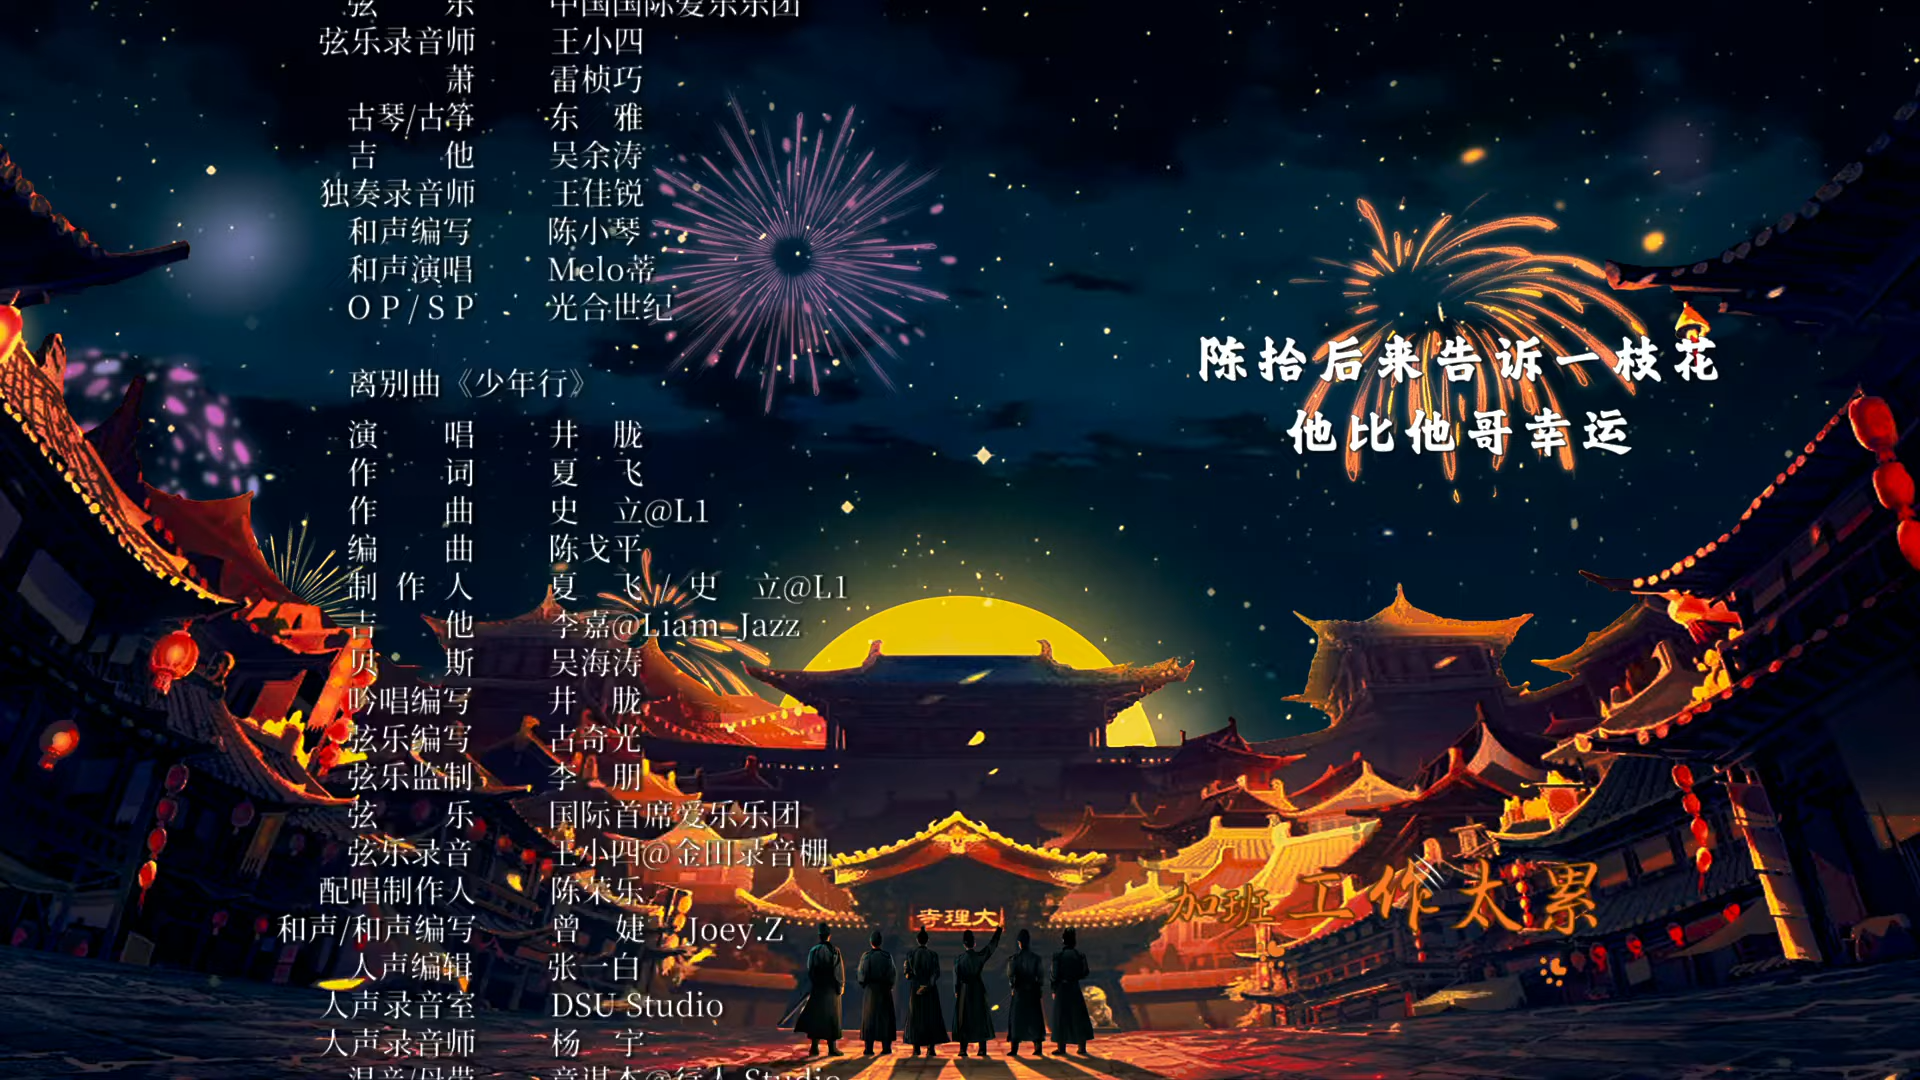 弦 乐 中国国际爱乐乐团
弦乐录音师 王小四
萧 雷桢巧
古琴/古筝 东 雅
吉 他 吴余涛
独奏录音师 王佳锐
和声编写 陈小琴
和声演唱 Melo蒂
OP/SP 光合世纪
离别曲《少年行》
演 唱 井 胧
作 词 夏 飞
作 曲 史 立@L1
编 曲 陈戈平
制 作 人 夏 飞 / 史 立@L1
吉 他 李嘉@Liam_Jazz
贝 斯 吴海涛
吟唱编写 井 胧
弦乐编写 古奇光
弦乐监制 李 朋
弦 乐 国际首席爱乐乐团
弦乐录音 王小四@金田录音棚
配唱制作人 陈荣乐
和声/和声编写 曾 婕 Joey.Z
人声编辑 张一白
人声录音室 DSU Studio
人声录音师 杨 宇
陈拾后来告诉一枝花
他比他哥幸运
加班 工作太累
寺理大